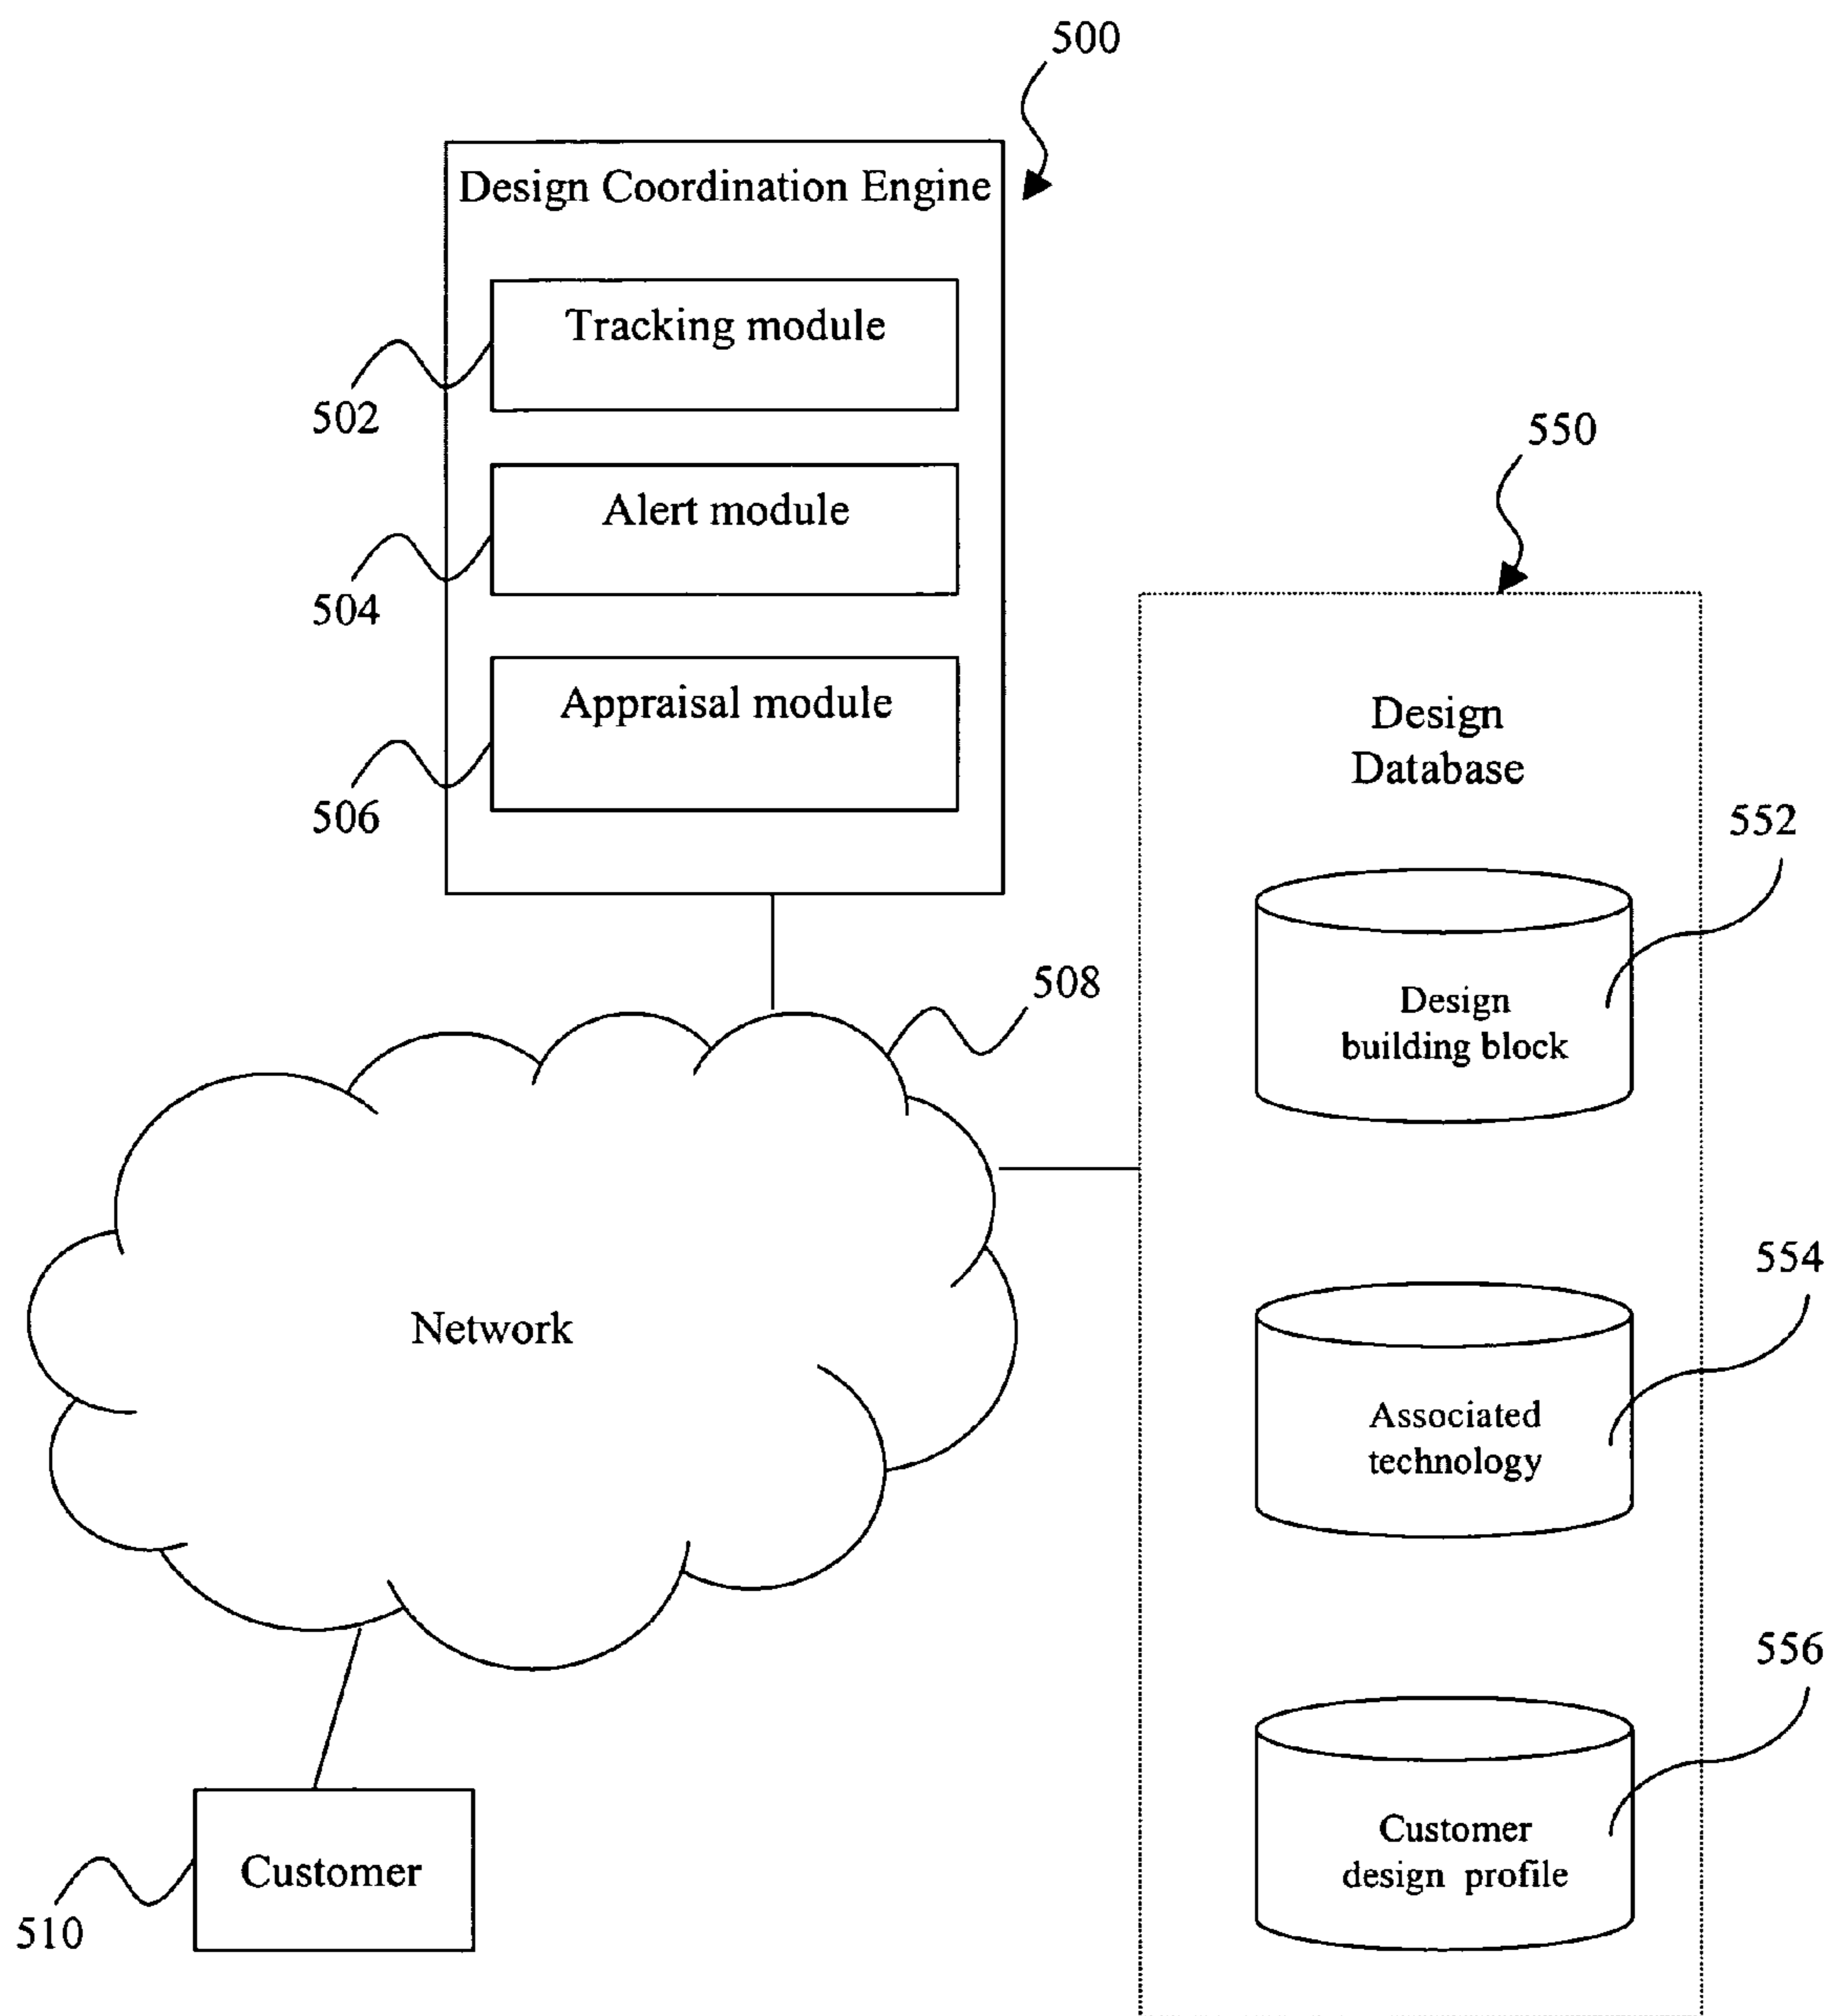 500
Design Coordination Engine
Tracking module
502
Alert module
504
Appraisal module
506
550
Design
Database
552
Design
building block
508
Network
554
Associated
technology
556
Customer
design profile
Customer
510